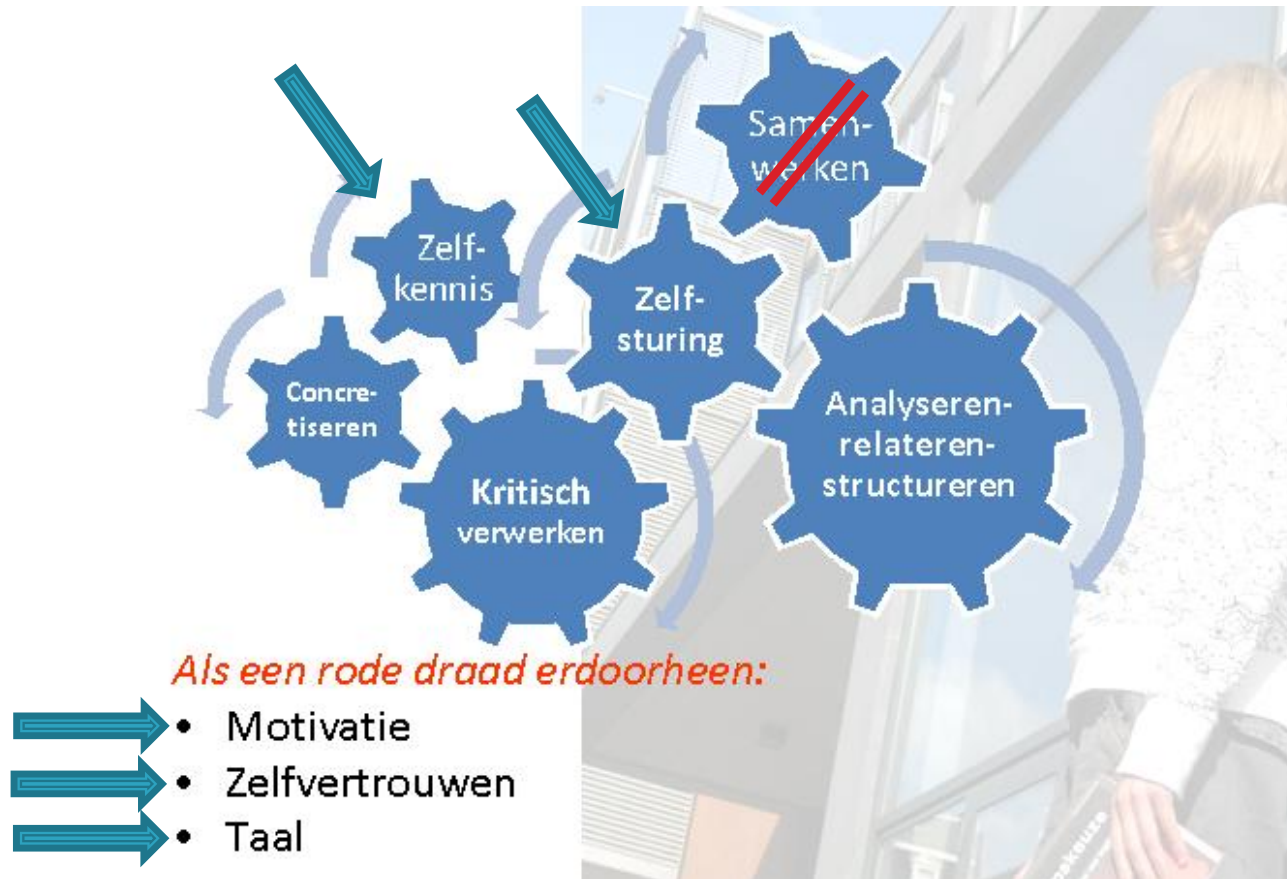 Samen-
werken
Zelf-
kennis
Zelf-
sturing
Concre-
tiseren
Analyseren-
relateren-
structureren
Kritisch
verwerken
Als een rode draad erdoorheen:
• Motivatie
• Zelfvertrouwen
• Taal